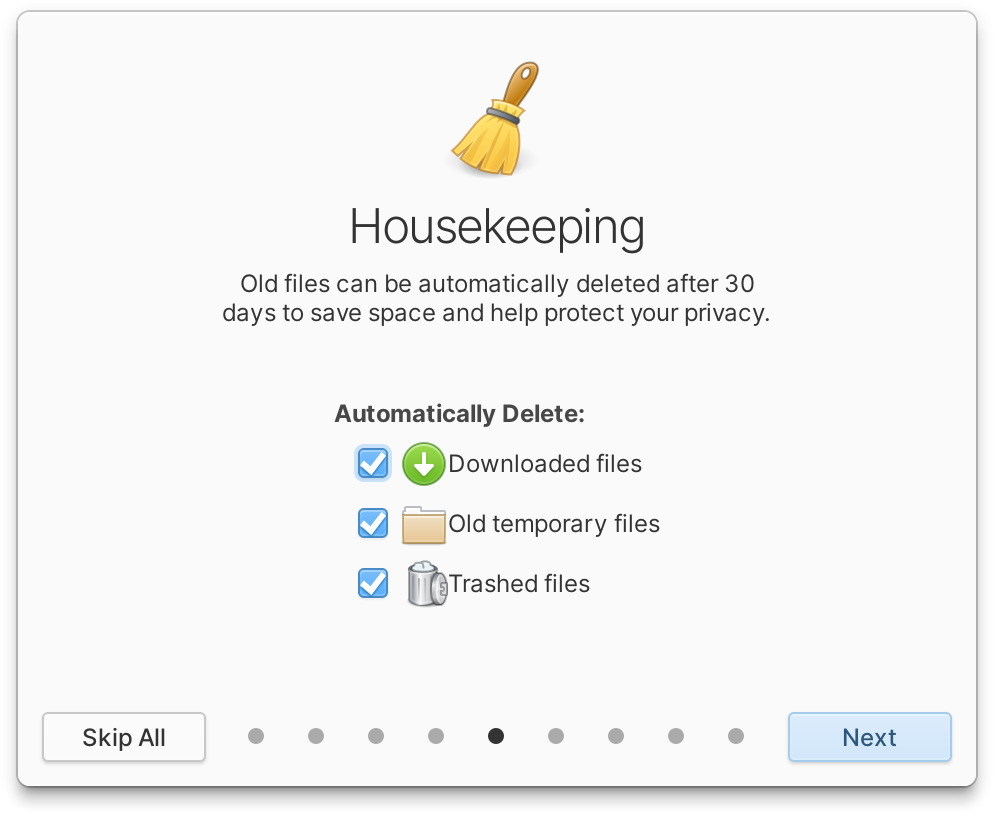 Housekeeping
Old files can be automatically deleted after 30
days to save space and help protect your privacy.
Automatically Delete:
Downloaded files
Old temporary files
Trashed files
Skip All
Next